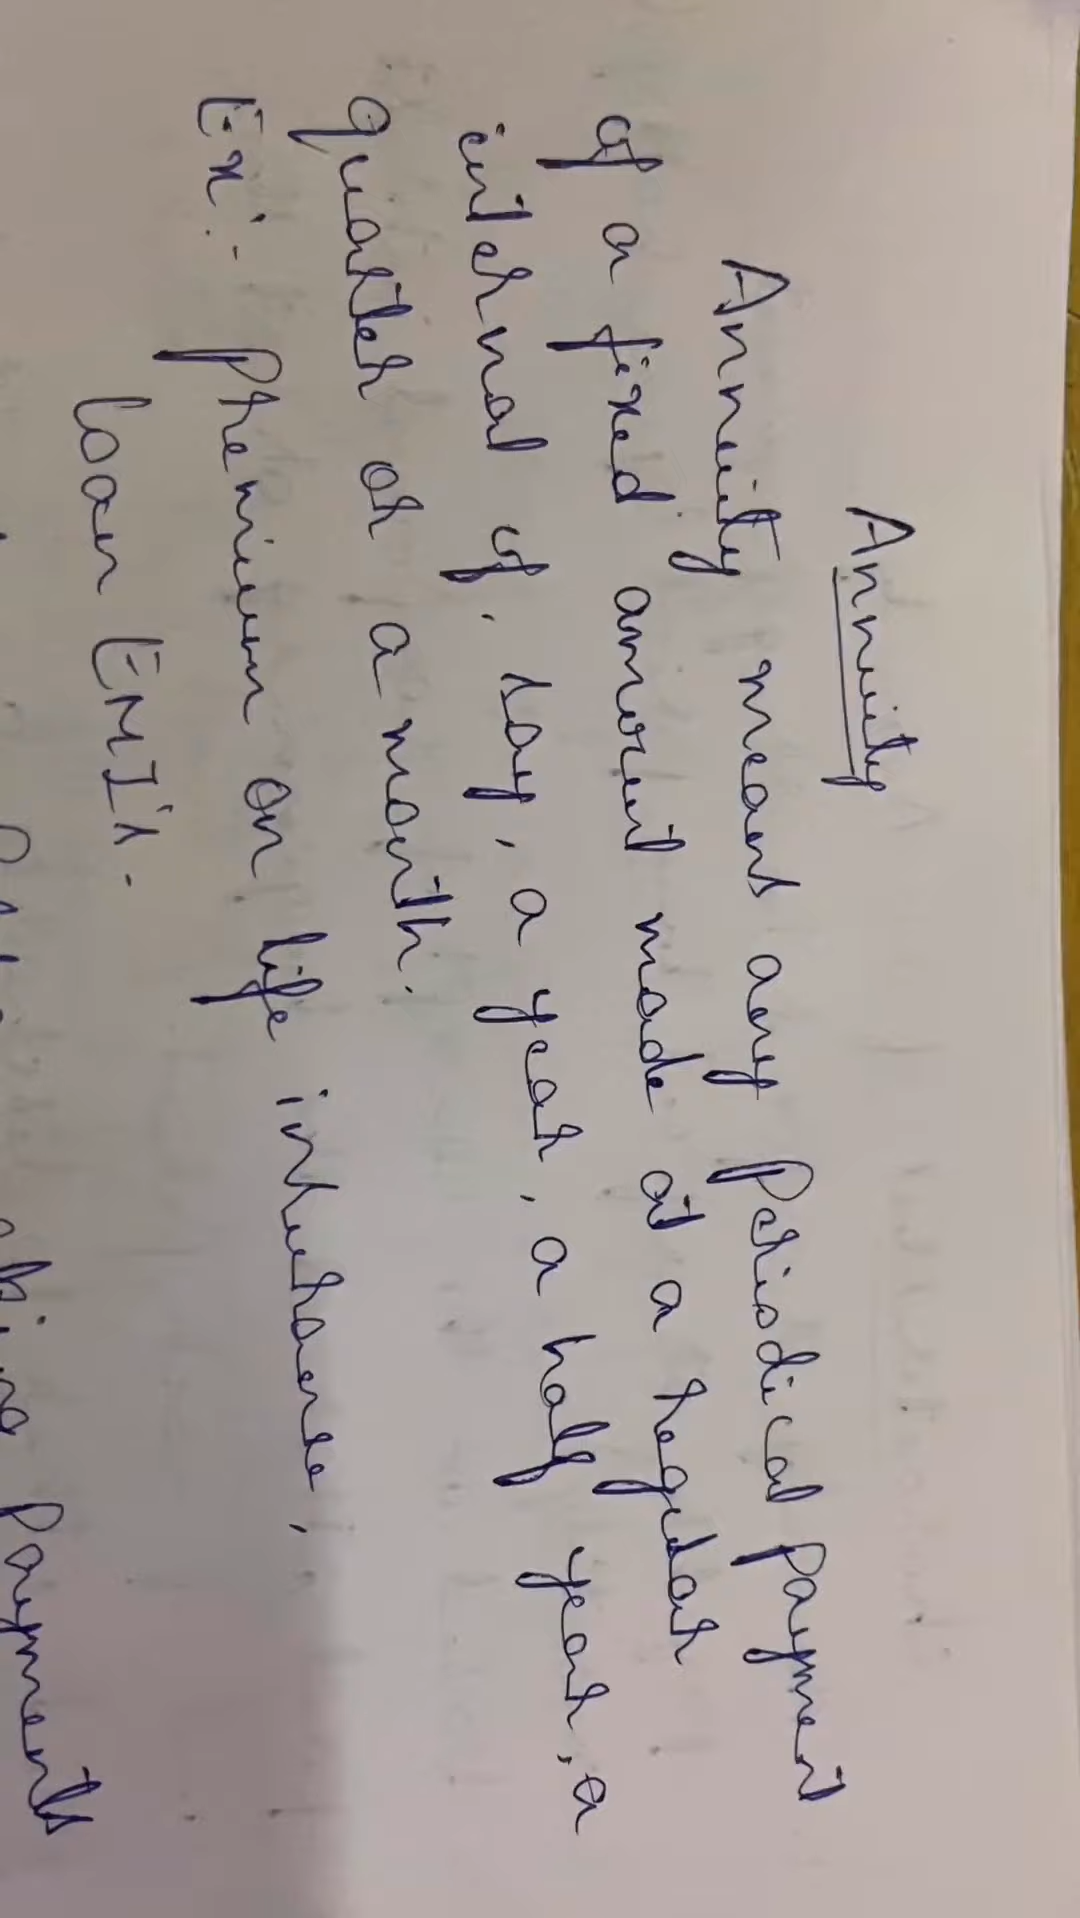 Annuity
Annuity means any periodical payment
of a fixed amount made at a regular
interval of, say, a year, a half year, a
quarter or a month.
Ex:- Premium on life insurance,
loan EMI's.
payments